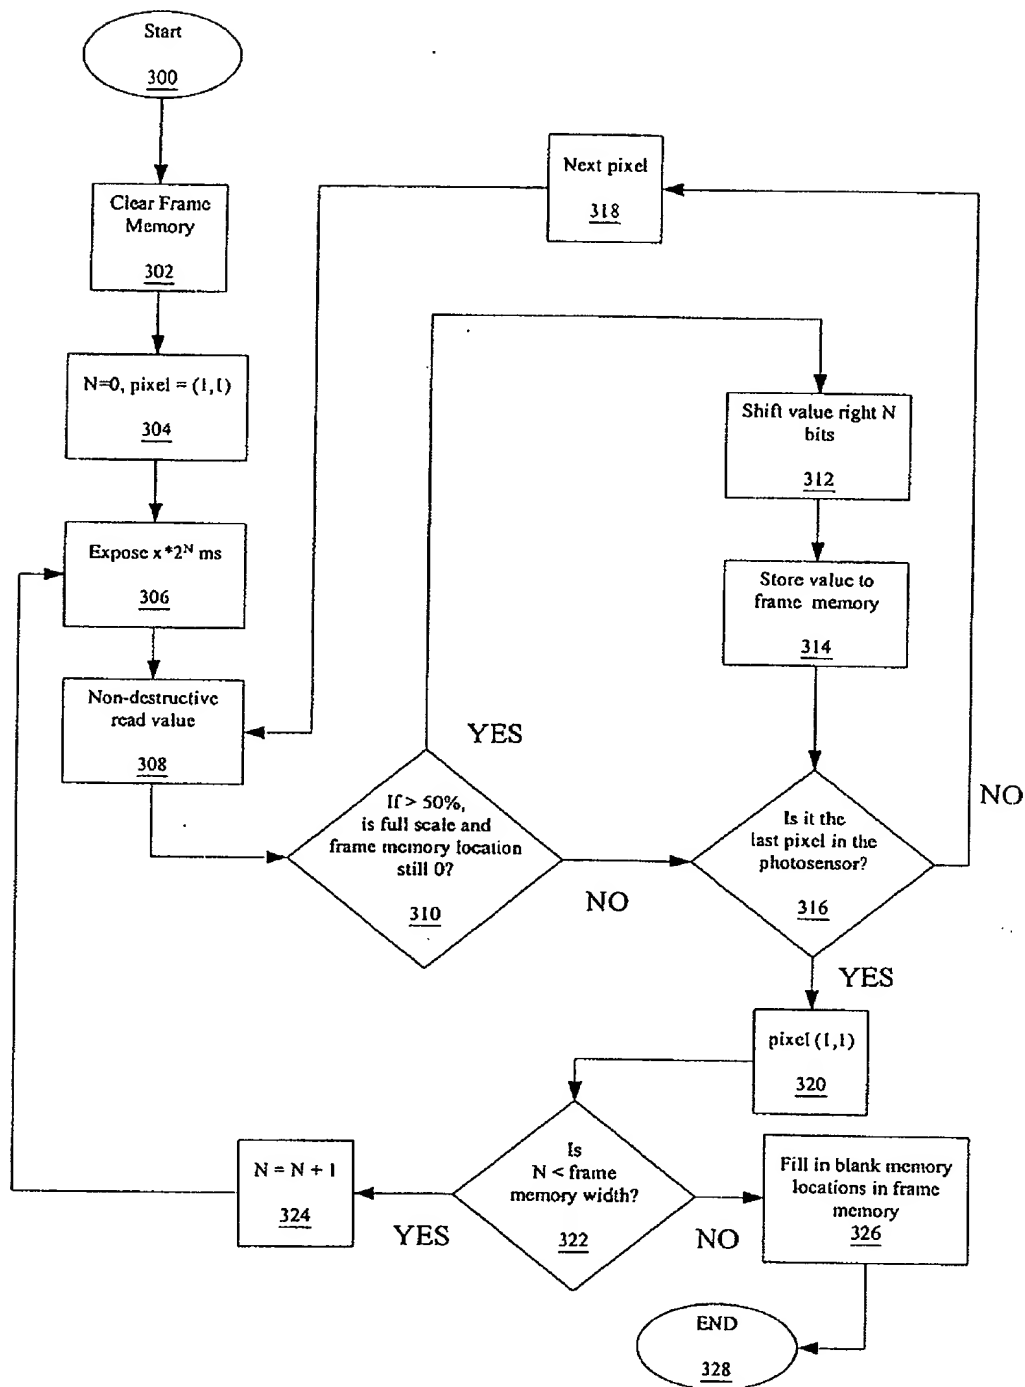 Start
300
Clear Frame
Memory
302
N=0, pixel = (1,1)
304
Expose x*2^N ms
306
Non-destructive
read value
308
If > 50%,
is full scale and
frame memory location
still 0?
310
YES
NO
Shift value right N
bits
312
Store value to
frame memory
314
Is it the
last pixel in the
photosensor?
316
NO
YES
Next pixel
318
pixel (1,1)
320
Is
N < frame
memory width?
322
YES
NO
N = N + 1
324
Fill in blank memory
locations in frame
memory
326
END
328